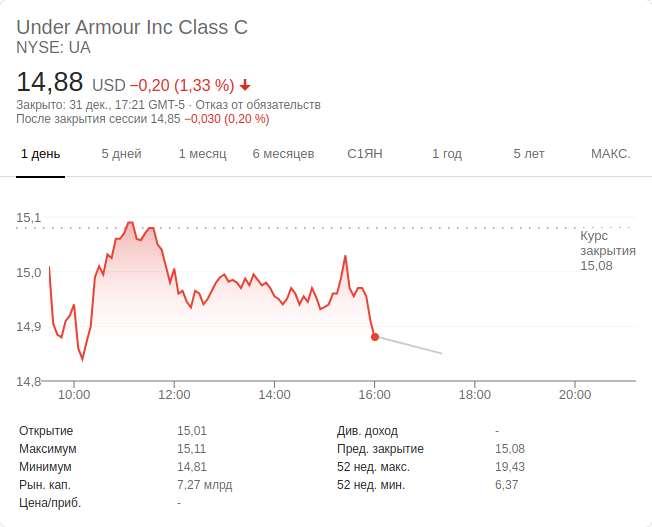 Under Armour Inc Class C
NYSE: UA
14,88 USD −0,20 (1,33 %) ↓
Закрыто: 31 дек., 17:21 GMT-5 · Отказ от обязательств
После закрытия сессии 14,85 −0,030 (0,20 %)
1 день 5 дней 1 месяц 6 месяцев С1ЯН 1 год 5 лет МАКС.
15,1
Курс
закрытия
15,08
15,0
14,9
14,8
10:00 12:00 14:00 16:00 18:00 20:00
Открытие 15,01 Див. доход -
Максимум 15,11 Пред. закрытие 15,08
Минимум 14,81 52 нед. макс. 19,43
Рын. кап. 7,27 млрд 52 нед. мин. 6,37
Цена/приб. -